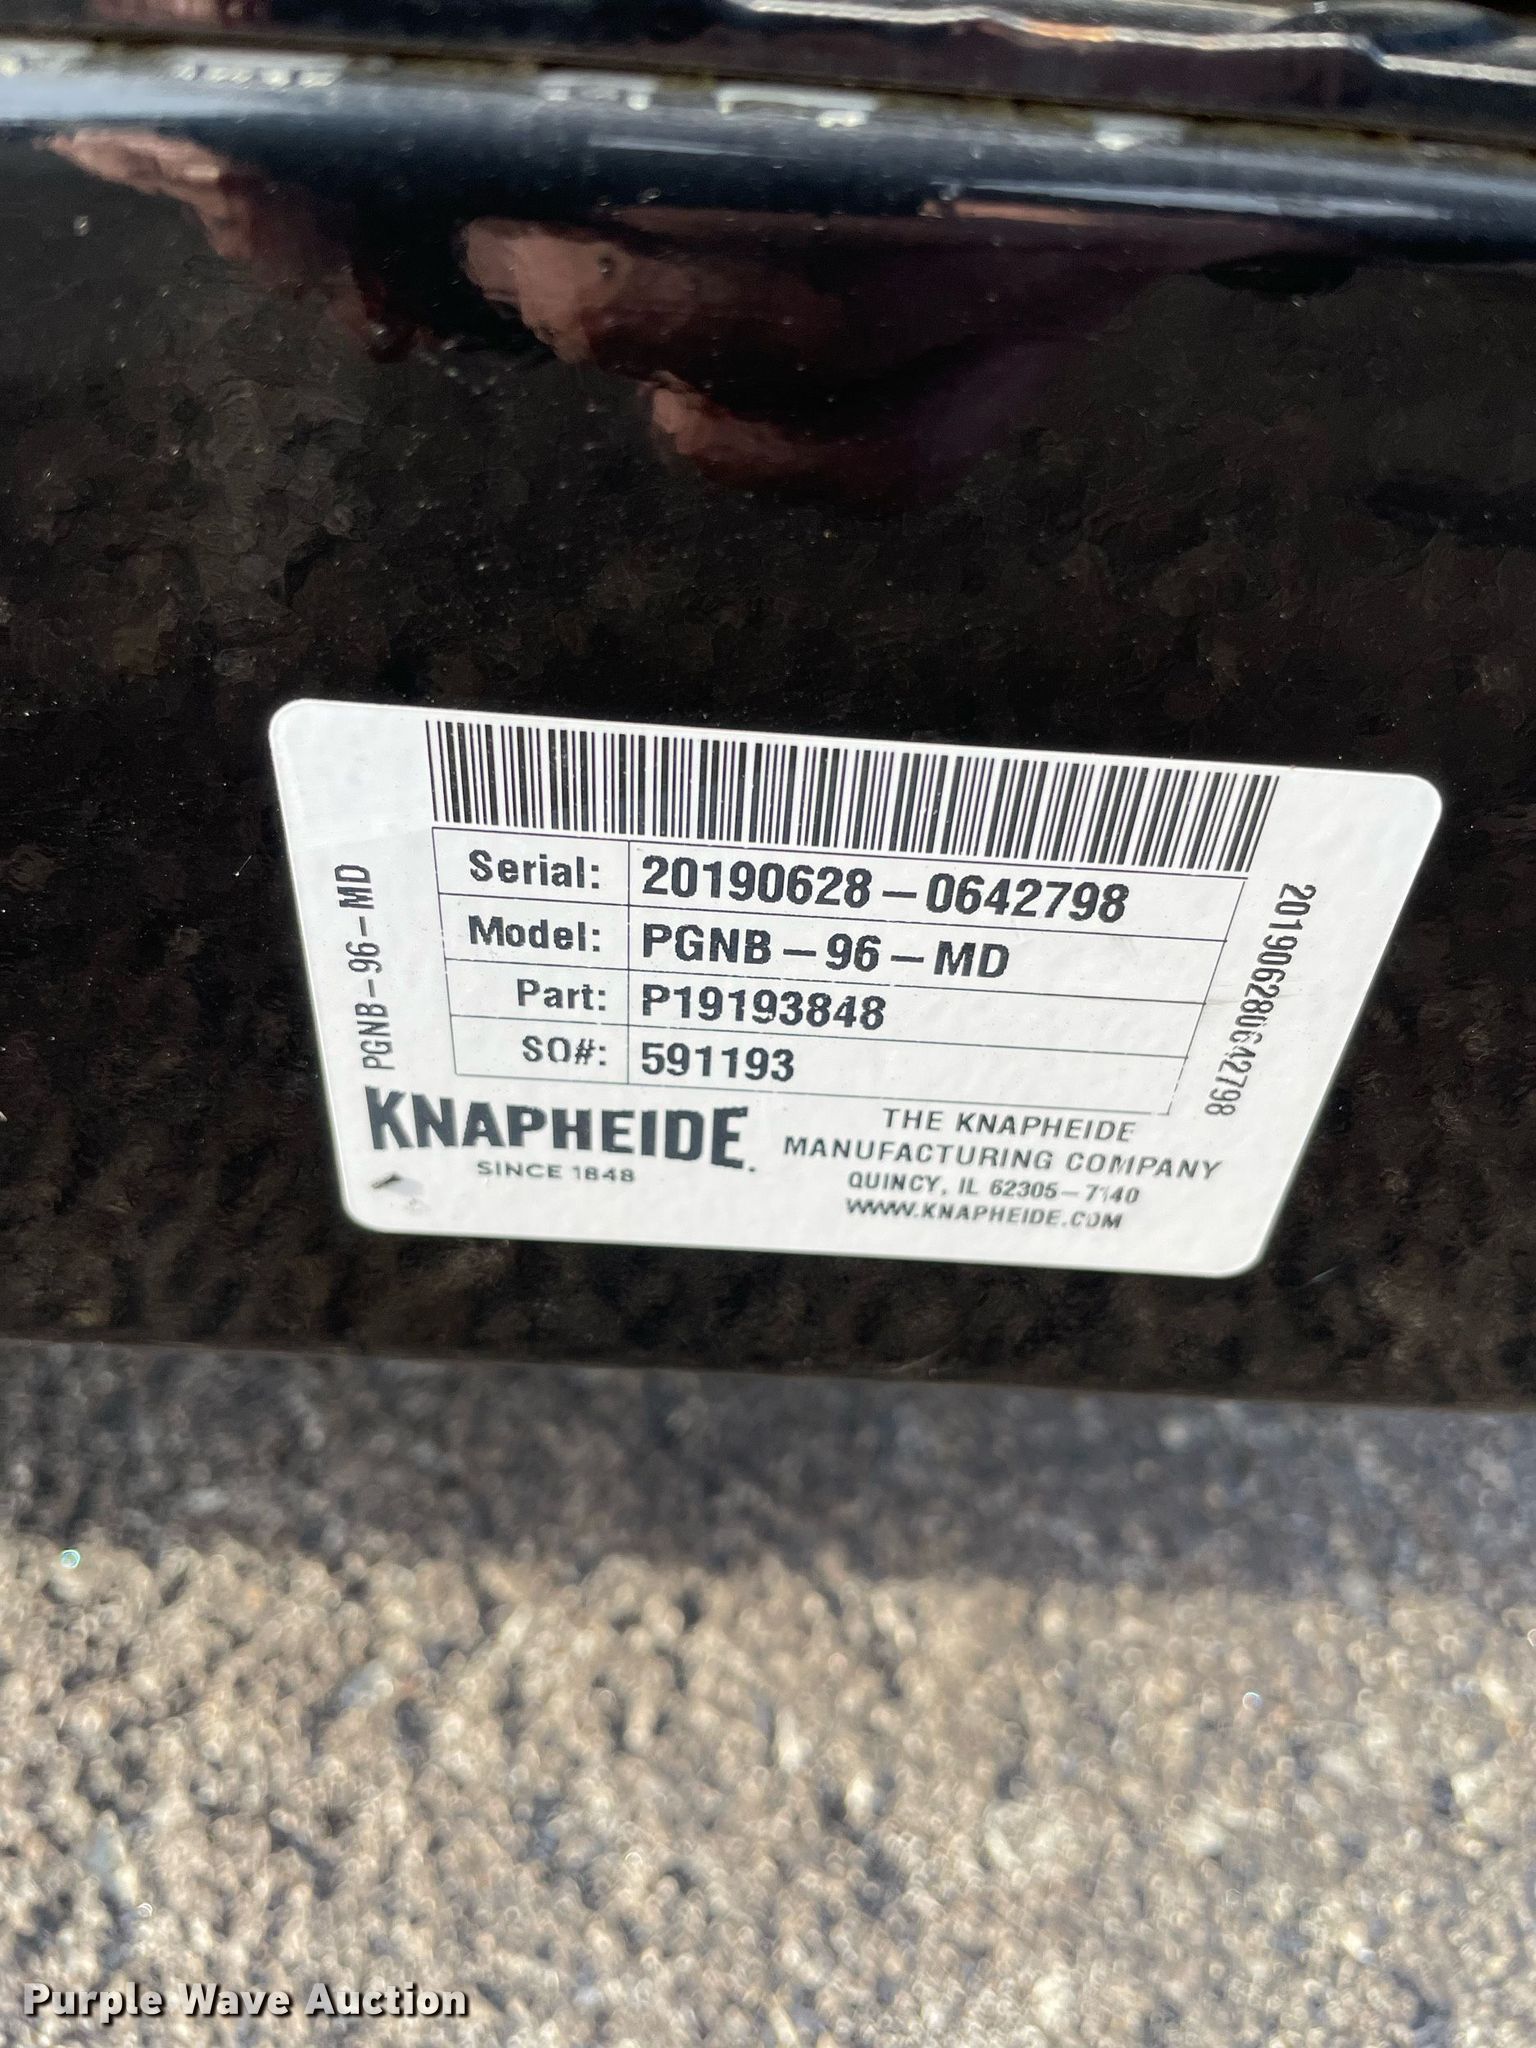 Serial: 20190628-0642798
Model: PGNB-96-MD
Part: P19193848
SO#: 591193
PGNB-96-MD
201906280642798
KNAPHEIDE
SINCE 1848
THE KNAPHEIDE
MANUFACTURING COMPANY
QUINCY, IL 62305-7140
WWW.KNAPHEIDE.COM
Purple Wave Auction